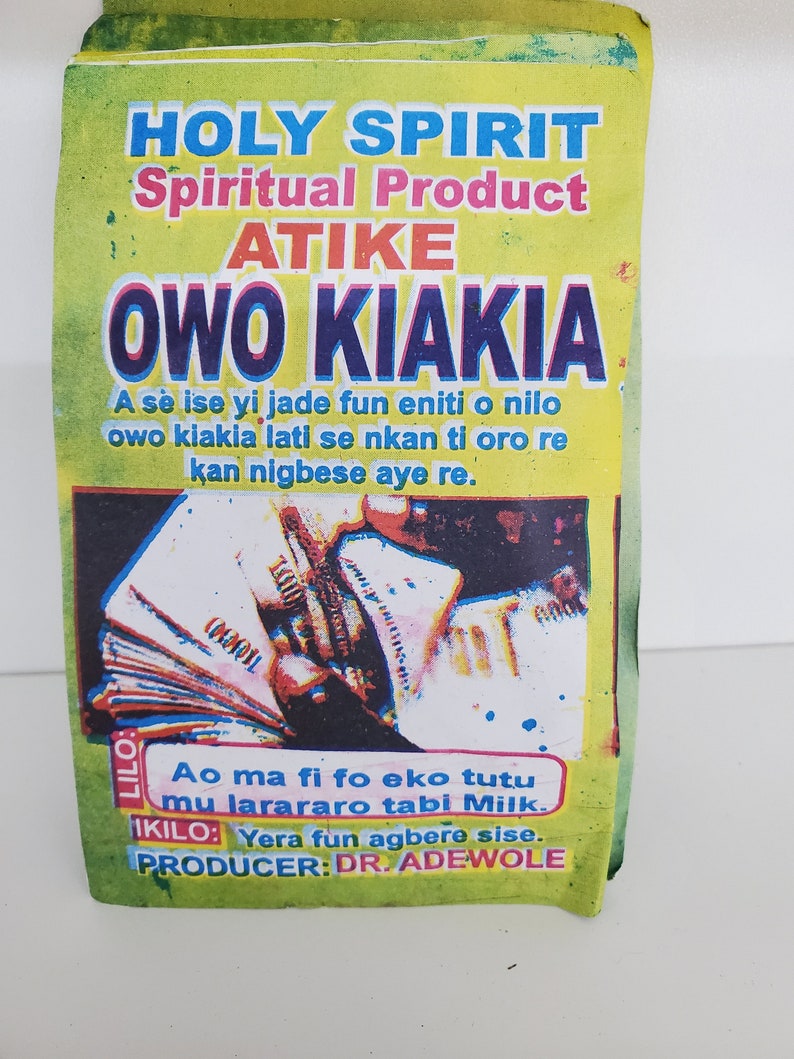 HOLY SPIRIT
Spiritual Product
ATIKE
OWO KIAKIA
A sè ise yi jade fun eniti o nilo
owo kiakia lati se nkan ti oro re
kan nigbese aye re.
1000
LILO:
Ao ma fi fo eko tutu
mu larararo tabi Milk.
IKILO: Yera fun agbere sise.
PRODUCER: DR. ADEWOLE